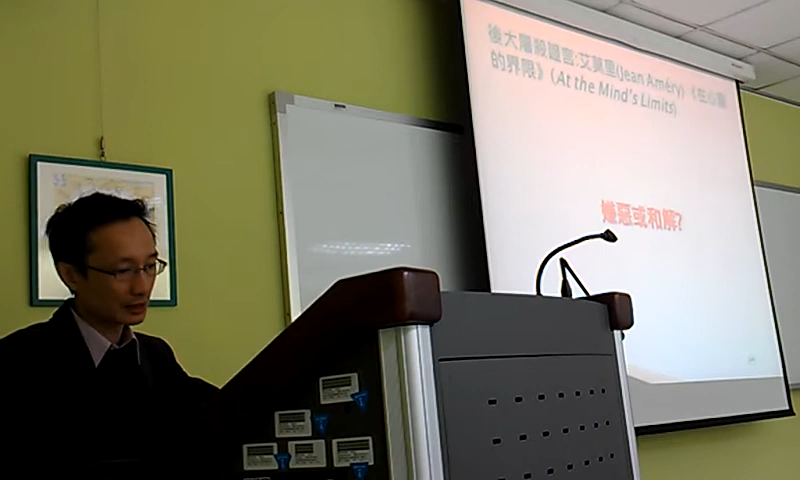 後大屠殺證言:艾莫里(Jean Améry) 《在心靈
的界限》 (At the Mind's Limits)
嫌惡或和解?